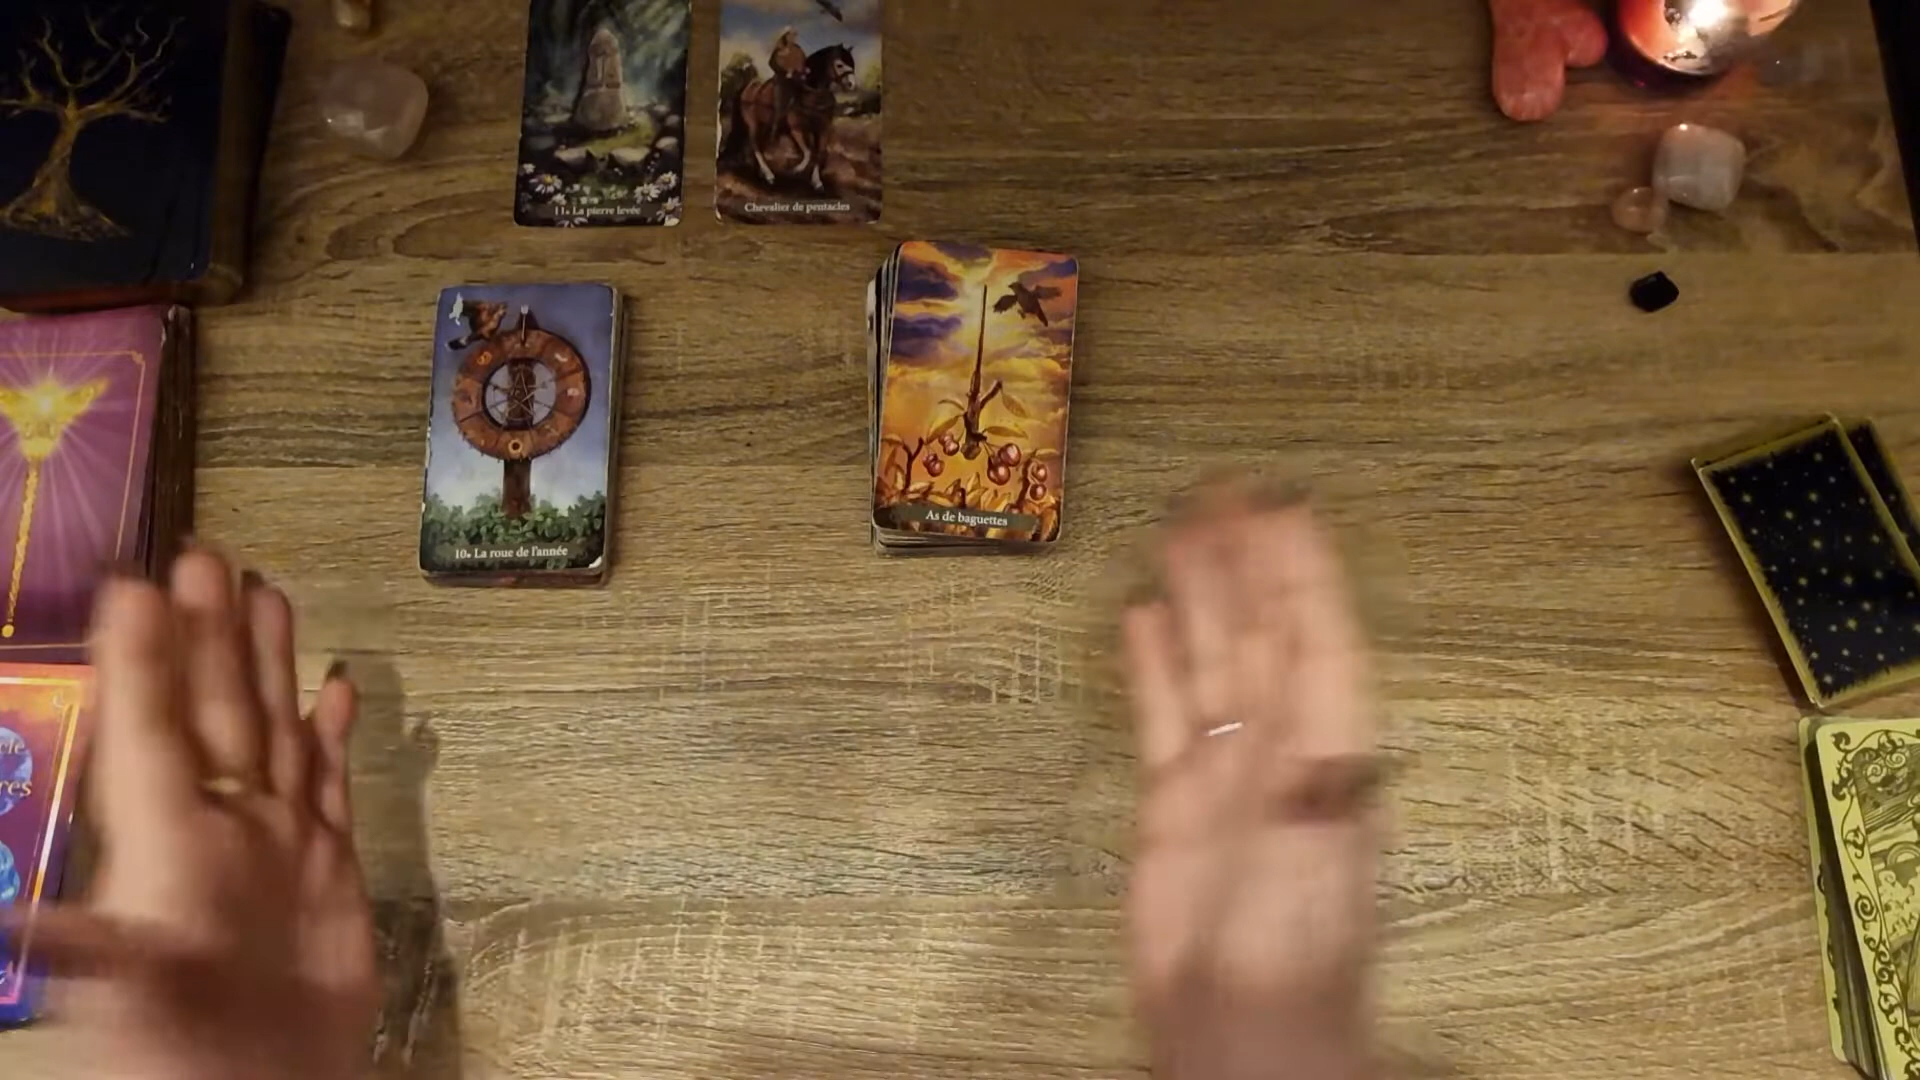 11. La pierre levée
Chevalier de pentacles
As de baguettes
10. La roue de l'année